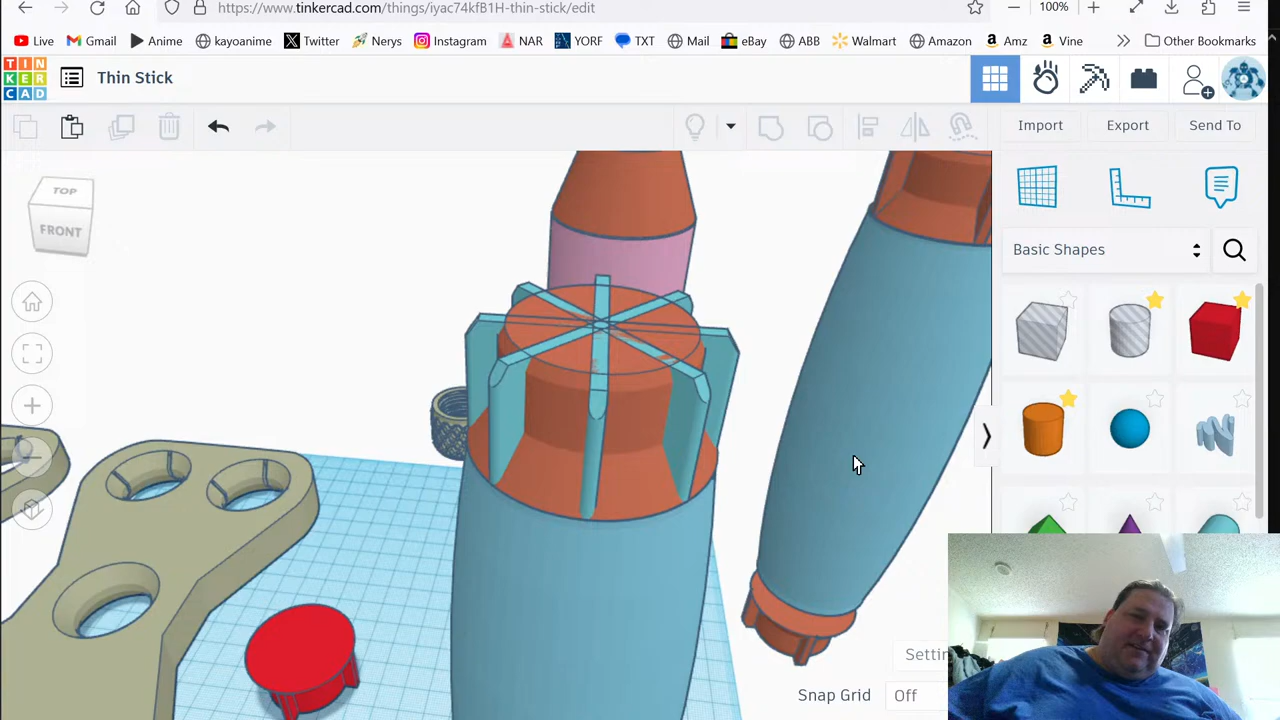 https://www.tinkercad.com/things/iyac74kfB1H-thin-stick/edit
100%
Live
Gmail
Anime
kayoanime
Twitter
Nerys
Instagram
NAR
YORF
TXT
Mail
eBay
ABB
Walmart
Amazon
Amz
Vine
Other Bookmarks
TIN
KER
CAD
Thin Stick
Import
Export
Send To
TOP
FRONT
Basic Shapes
Settin
Snap Grid
Off